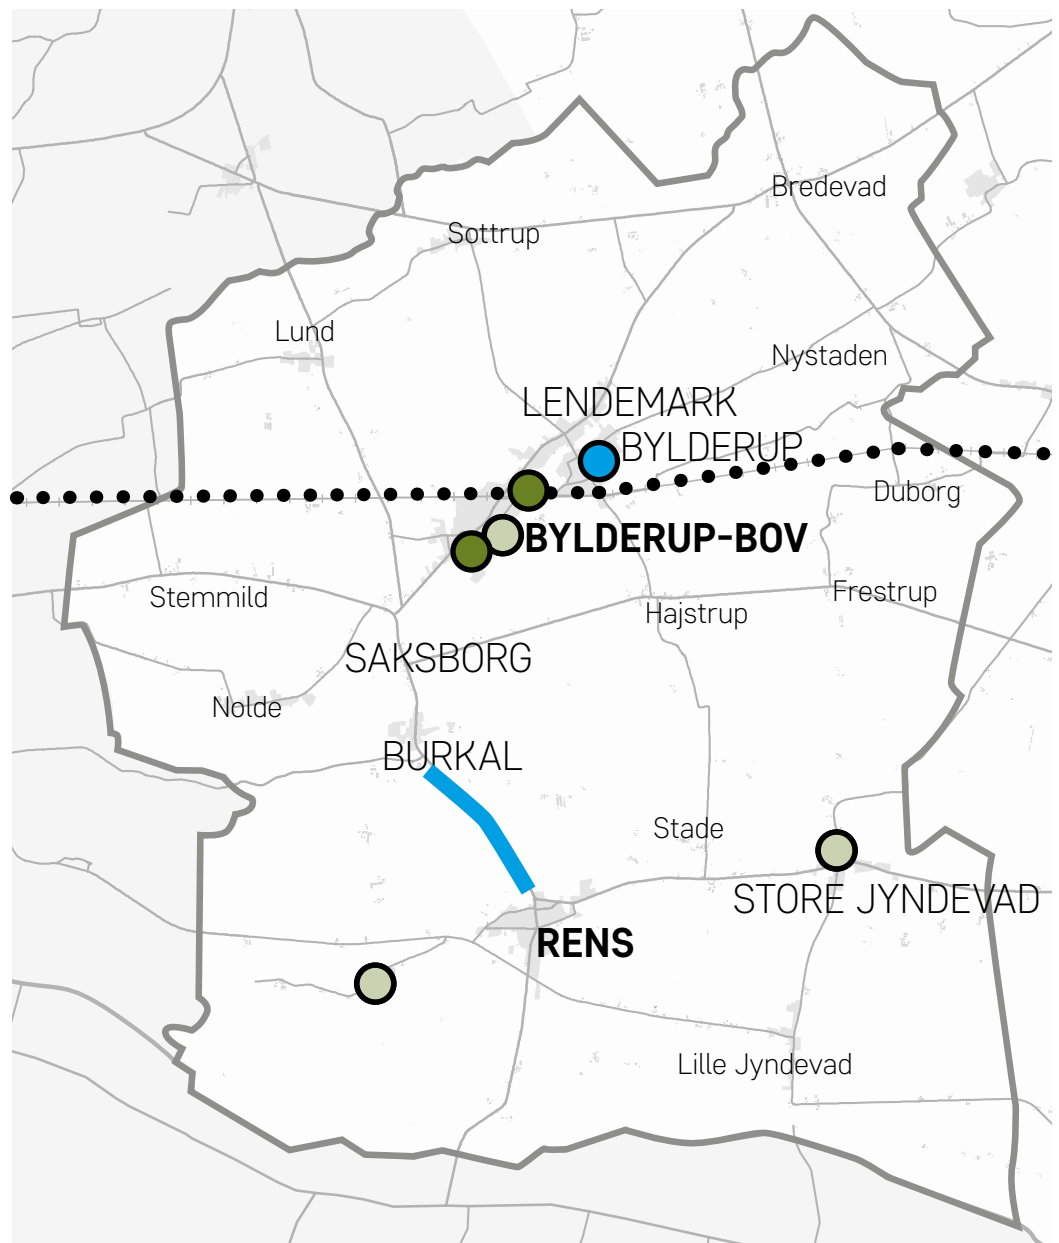 Bredevad
Sottrup
Lund
Nystaden
LENDEMARK
BYLDERUP
Duborg
BYLDERUP-BOV
Stemmild
Frestrup
Hajstrup
SAKSBORG
Nolde
BURKAL
Stade
STORE JYNDEVAD
RENS
Lille Jyndevad